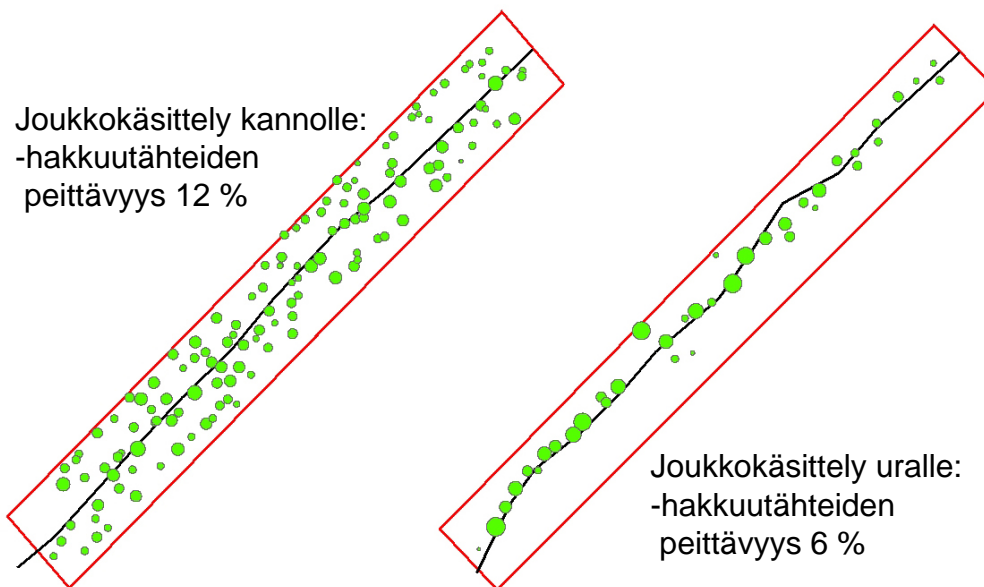 Joukkokäsittely kannolle:
-hakkuutähteiden
peittävyys 12 %
Joukkokäsittely uralle:
-hakkuutähteiden
peittävyys 6 %